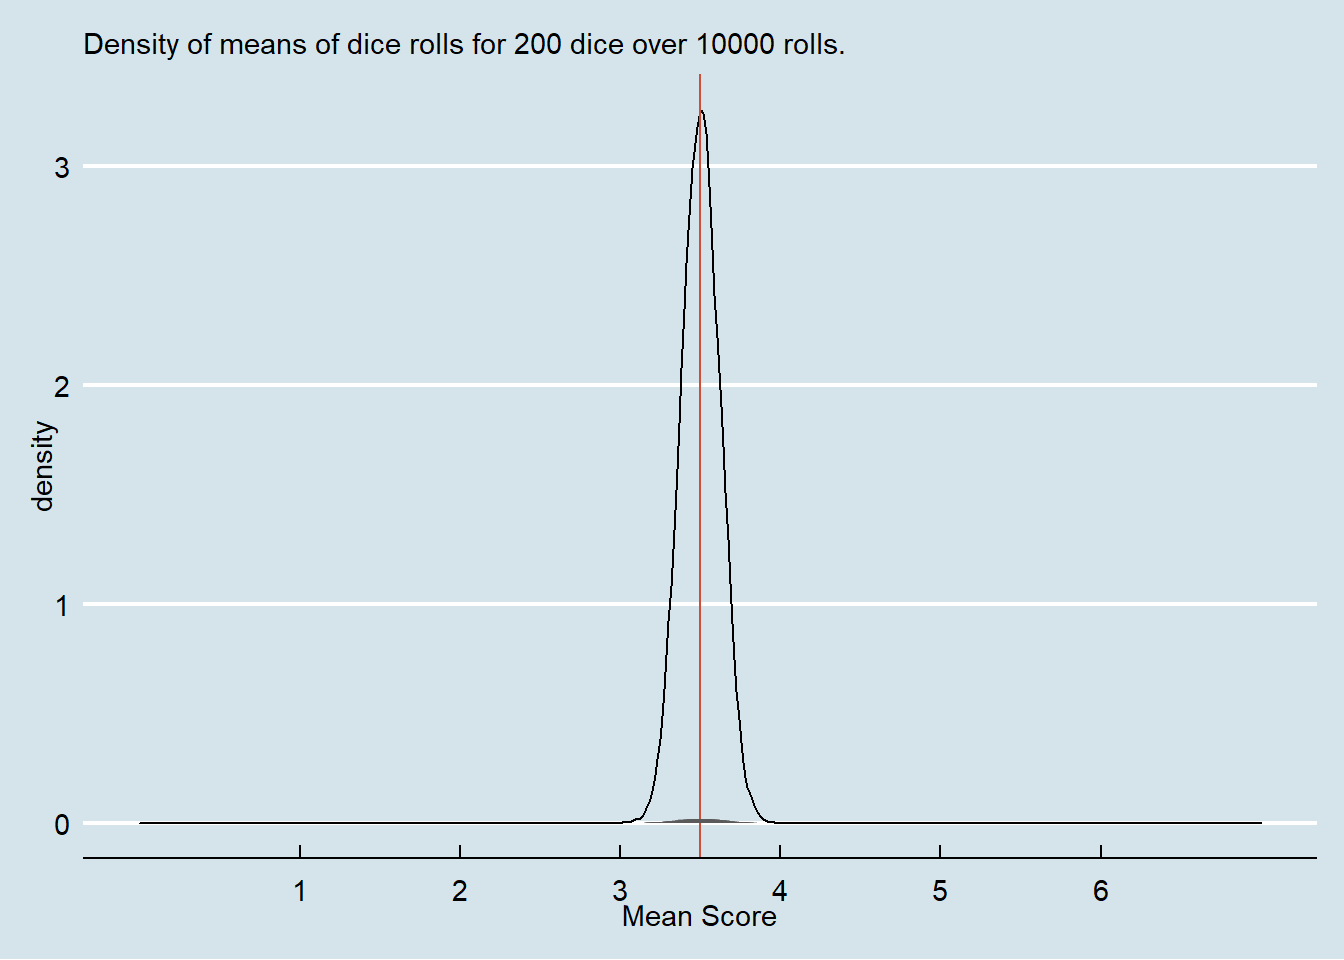 Density of means of dice rolls for 200 dice over 10000 rolls.
3
2
1
0
density
1 2 3 4 5 6
Mean Score